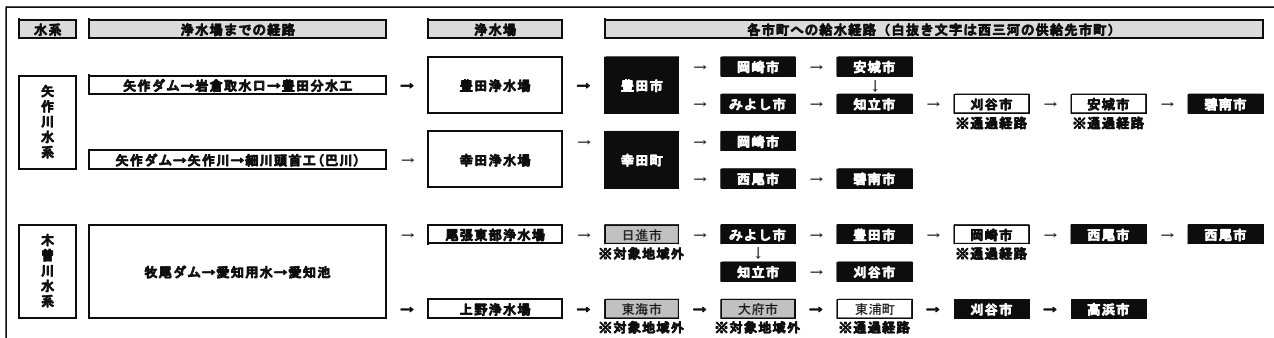 水系 浄水場までの経路 浄水場 各市町への給水経路（白抜き文字は西三河の供給先市町）
矢作川水系
矢作ダム→岩倉取水口→豊田分水工 → 豊田浄水場 → 豊田市 → 岡崎市 → 安城市
↓
→ みよし市 → 知立市 → 刈谷市 → 安城市 → 碧南市
※通過経路 ※通過経路
矢作ダム→矢作川→細川頭首工(巴川) → 幸田浄水場 → 幸田町 → 岡崎市
→ 西尾市 → 碧南市
木曽川水系
牧尾ダム→愛知用水→愛知池
→ 尾張東部浄水場 → 日進市 → みよし市 → 豊田市 → 岡崎市 → 西尾市 → 西尾市
※対象地域外 ↓ ※通過経路
知立市 → 刈谷市
→ 上野浄水場 → 東海市 → 大府市 → 東浦町 → 刈谷市 → 高浜市
※対象地域外 ※対象地域外 ※通過経路